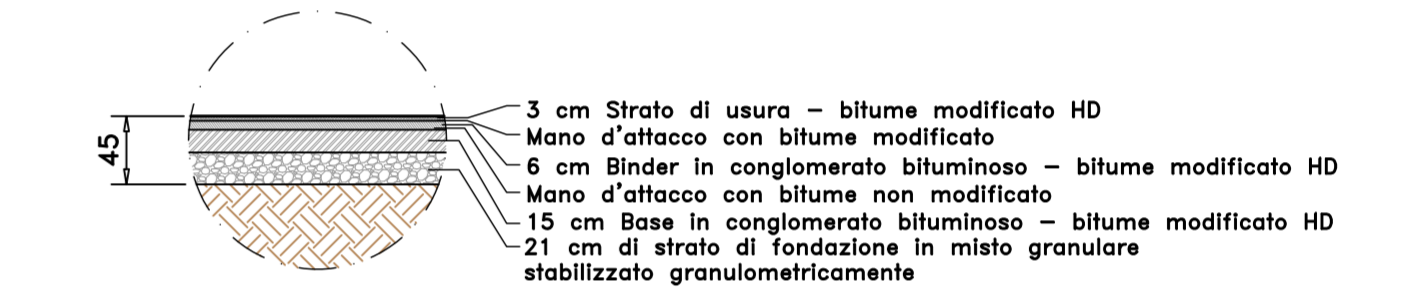 45
3 cm Strato di usura – bitume modificato HD
Mano d'attacco con bitume modificato
6 cm Binder in conglomerato bituminoso – bitume modificato HD
Mano d'attacco con bitume non modificato
15 cm Base in conglomerato bituminoso – bitume modificato HD
21 cm di strato di fondazione in misto granulare
stabilizzato granulometricamente